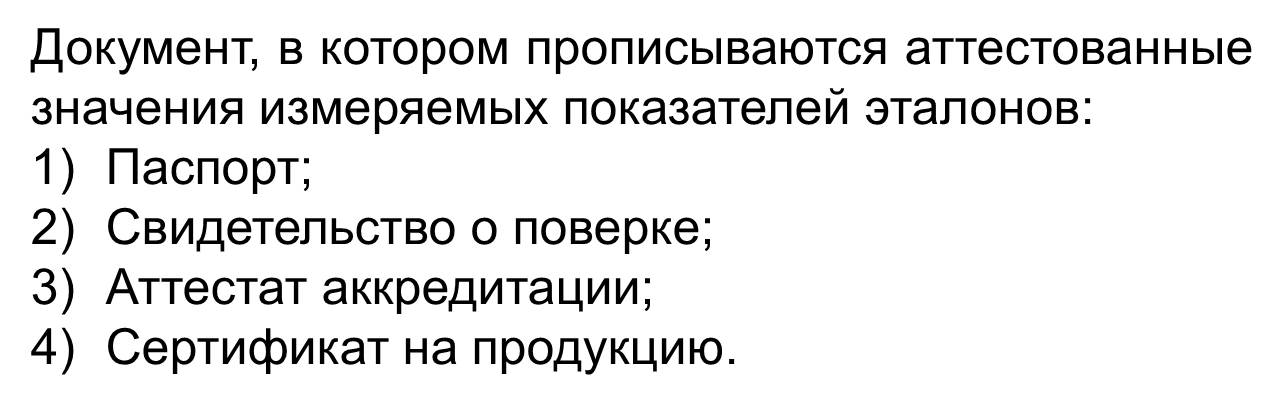 Документ, в котором прописываются аттестованные
значения измеряемых показателей эталонов:
1) Паспорт;
2) Свидетельство о поверке;
3) Аттестат аккредитации;
4) Сертификат на продукцию.